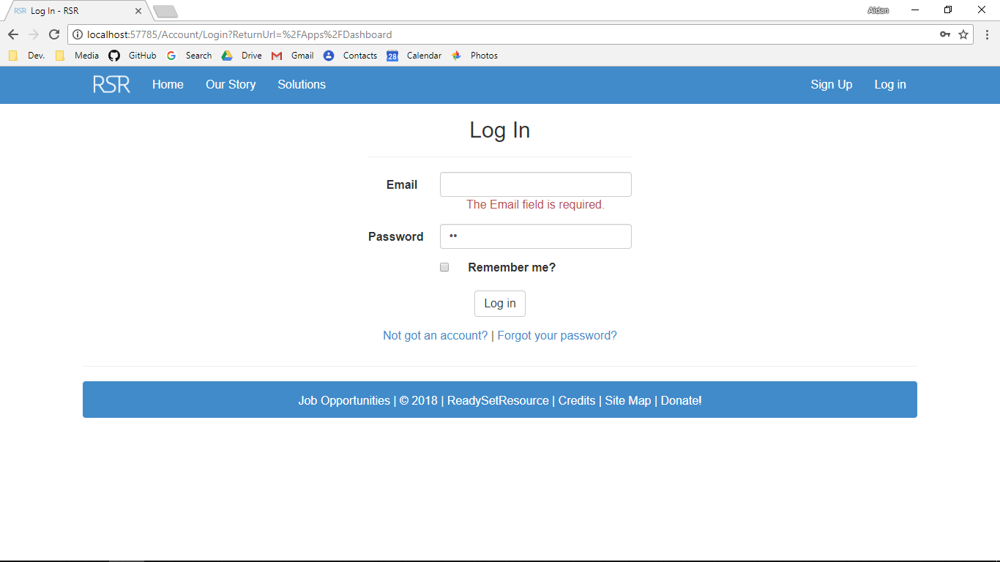 RSR Log In - RSR
Aidan
localhost:57785/Account/Login?ReturnUrl=%2FApps%2FDashboard
Dev. Media GitHub Search Drive Gmail Contacts 28 Calendar Photos
RSR Home Our Story Solutions Sign Up Log in
Log In
Email
The Email field is required.
Password ••
Remember me?
Log in
Not got an account? | Forgot your password?
Job Opportunities | © 2018 | ReadySetResource | Credits | Site Map | Donate!